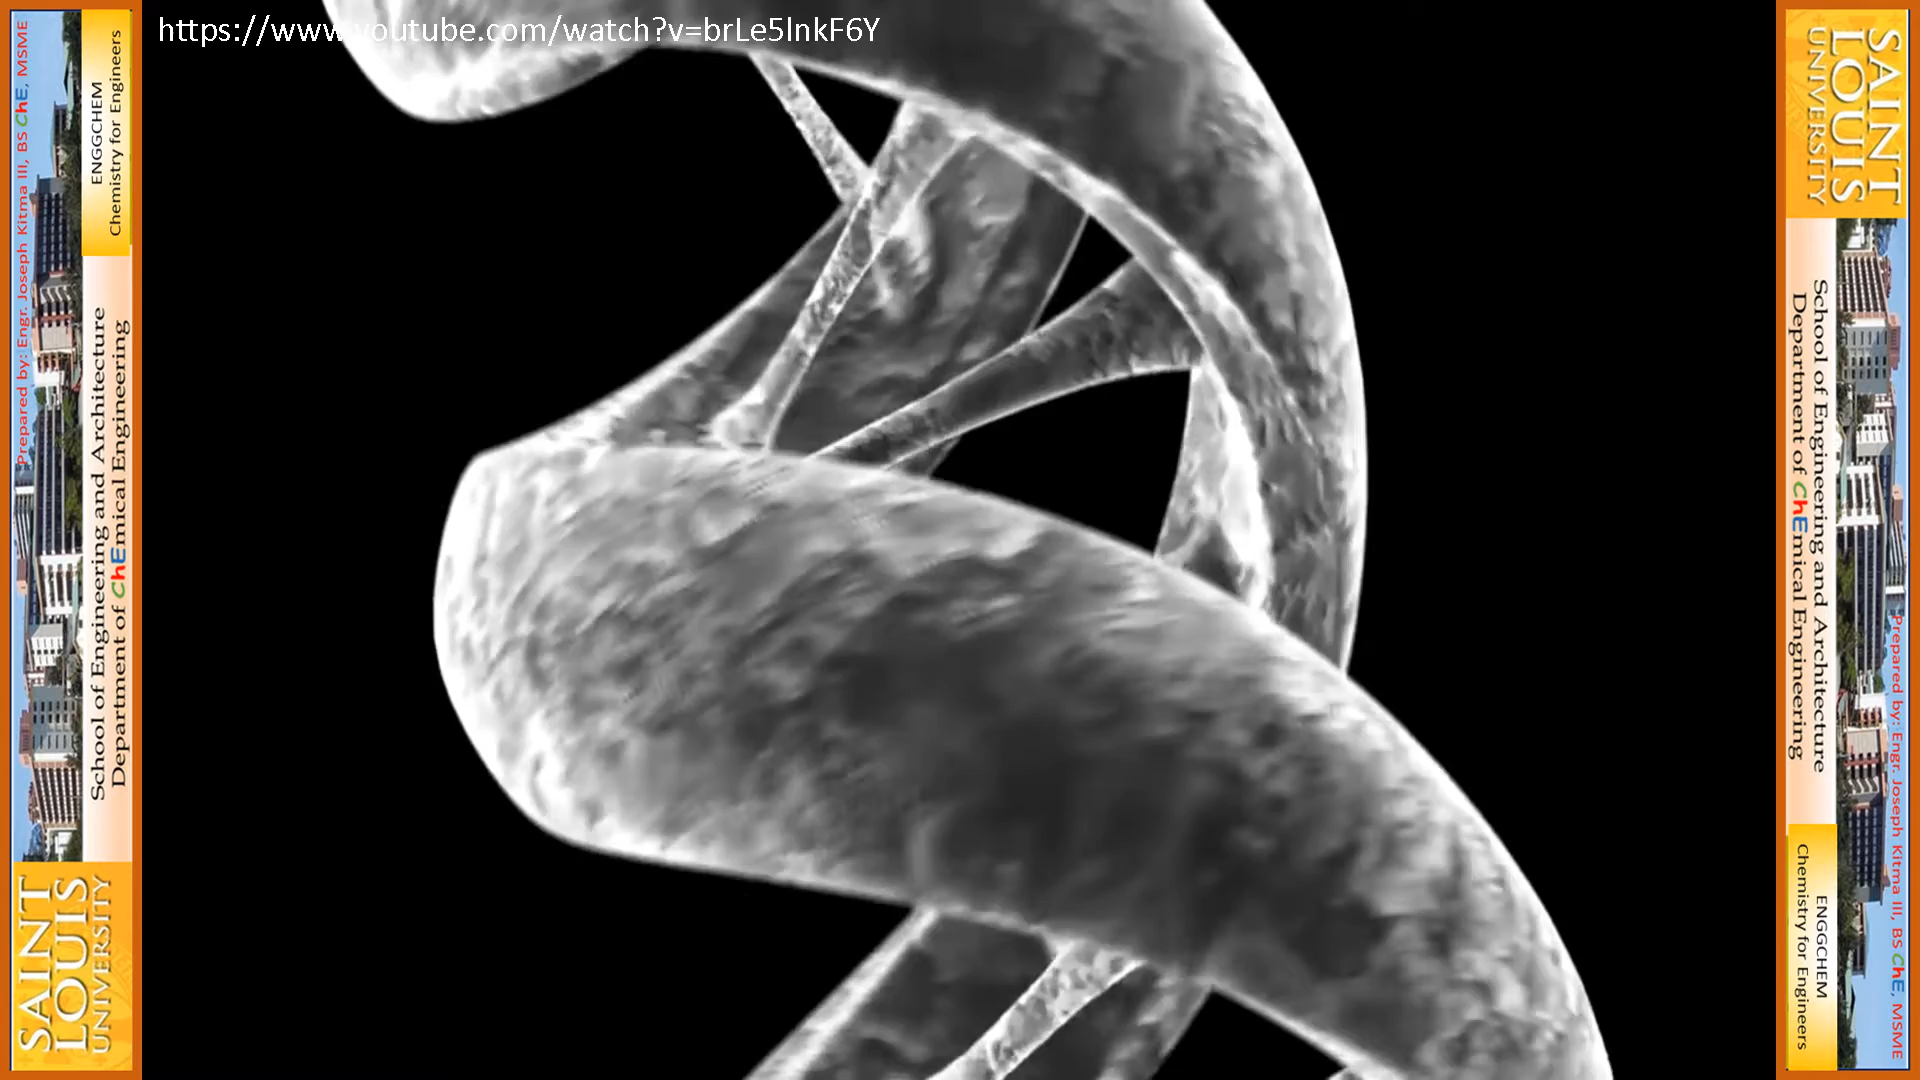 https://www.youtube.com/watch?v=brLe5lnkF6Y
Prepared by: Engr. Joseph Kitma III, BS ChE, MSME
ENGGCHEM
Chemistry for Engineers
School of Engineering and Architecture
Department of ChEmical Engineering
SAINT
LOUIS
UNIVERSITY
SAINT
LOUIS
UNIVERSITY
School of Engineering and Architecture
Department of ChEmical Engineering
ENGGCHEM
Chemistry for Engineers
Prepared by: Engr. Joseph Kitma III, BS ChE, MSME